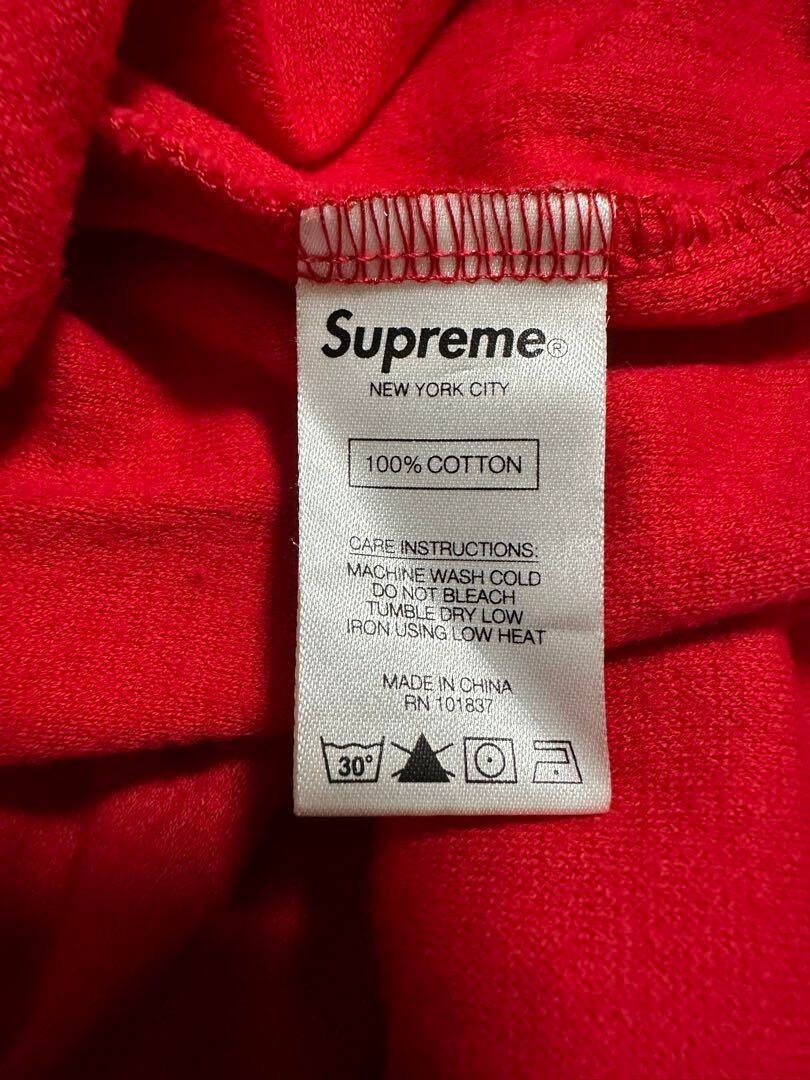 Supreme®
NEW YORK CITY
100% COTTON
CARE INSTRUCTIONS:
MACHINE WASH COLD
DO NOT BLEACH
TUMBLE DRY LOW
IRON USING LOW HEAT
MADE IN CHINA
RN 101837
30°